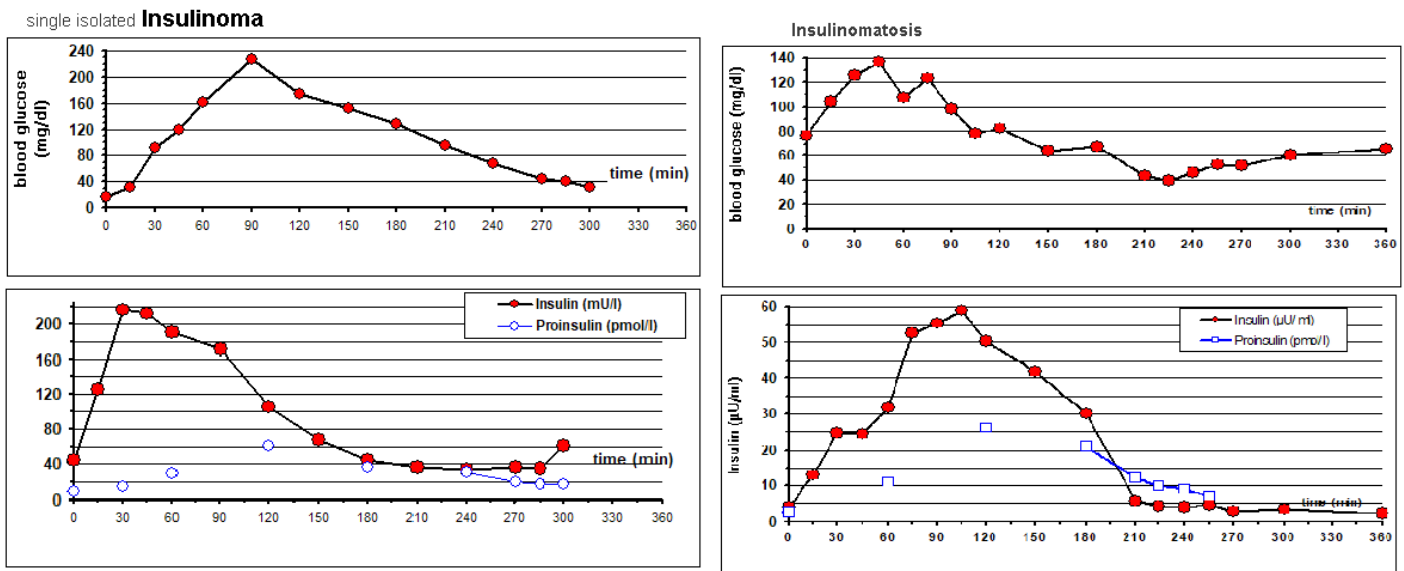 single isolated Insulinoma
blood glucose
(mg/dl)
240
200
160
120
80
40
0
time (min)
0 30 60 90 120 150 180 210 240 270 300 330 360
Insulin (mU/l)
Proinsulin (pmol/l)
200
160
120
80
40
0
time (min)
0 30 60 90 120 150 180 210 240 270 300 330 360
Insulinomatosis
blood glucose (mg/dl)
140
120
100
80
60
40
20
0
time (min)
0 30 60 90 120 150 180 210 240 270 300 330 360
Insulin (µU/ml)
60
50
40
30
20
10
0
Insulin (µU/ ml)
Proinsulin (pmo/l)
time (min)
0 30 60 90 120 150 180 210 240 270 300 330 360